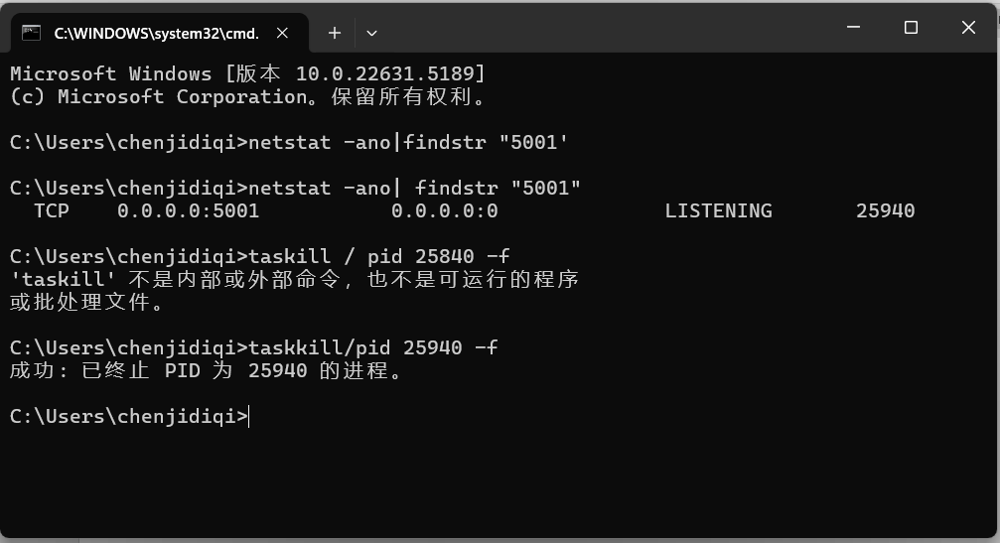 C:\WINDOWS\system32\cmd.
Microsoft Windows [版本 10.0.22631.5189]
(c) Microsoft Corporation。保留所有权利。
C:\Users\chenjidiqi>netstat -ano|findstr "5001'
C:\Users\chenjidiqi>netstat -ano| findstr "5001"
TCP    0.0.0.0:5001           0.0.0.0:0              LISTENING       25940
C:\Users\chenjidiqi>taskill / pid 25840 -f
'taskill' 不是内部或外部命令，也不是可运行的程序
或批处理文件。
C:\Users\chenjidiqi>taskkill/pid 25940 -f
成功: 已终止 PID 为 25940 的进程。
C:\Users\chenjidiqi>